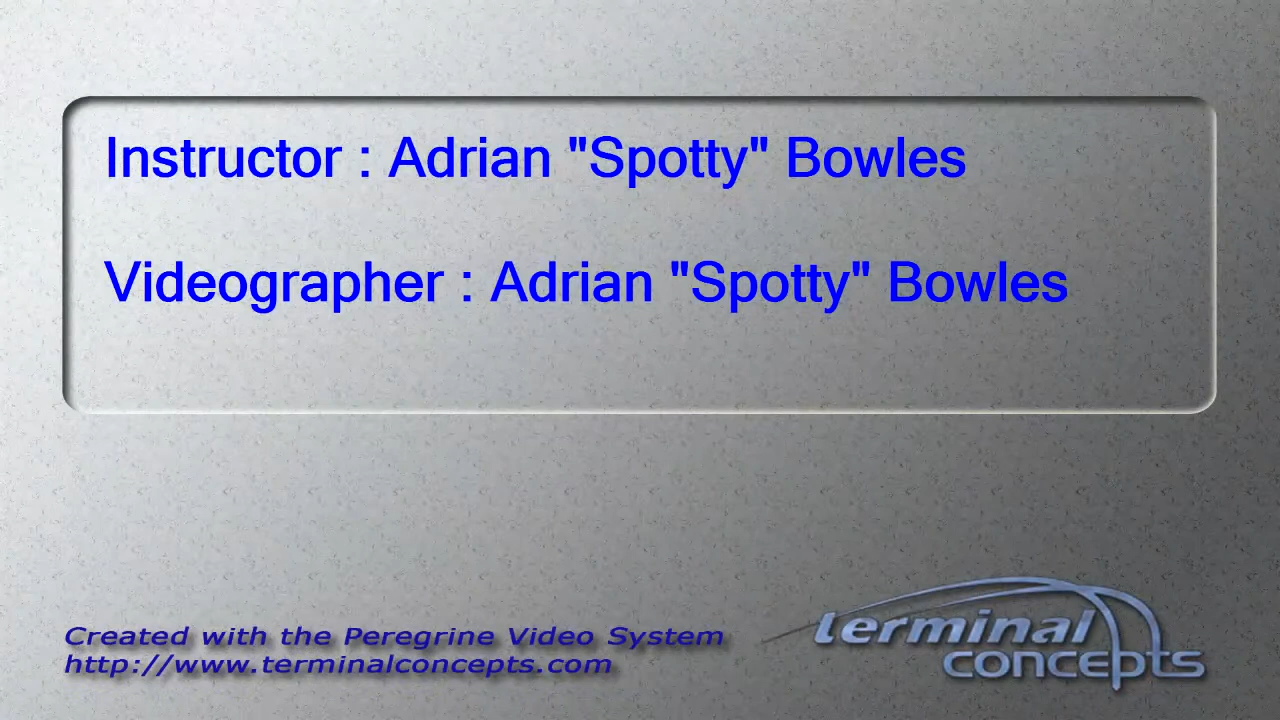 Instructor : Adrian "Spotty" Bowles
Videographer : Adrian "Spotty" Bowles
Created with the Peregrine Video System
http://www.terminalconcepts.com
terminal
concepts